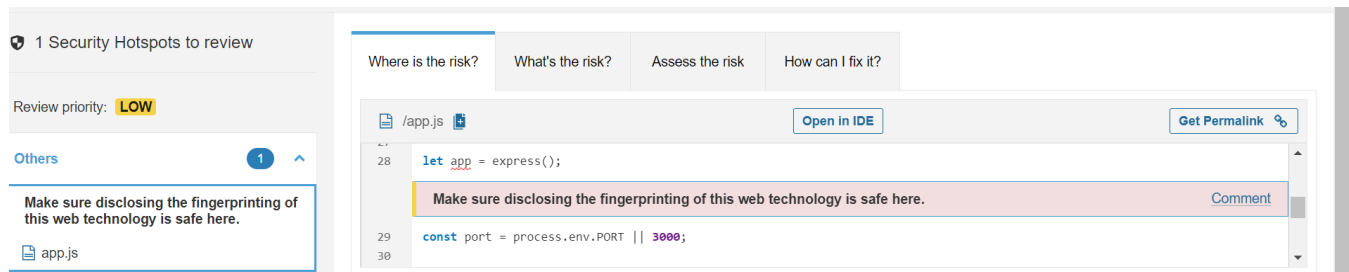 1 Security Hotspots to review
Review priority: LOW
Others 1
Make sure disclosing the fingerprinting of
this web technology is safe here.
app.js
Where is the risk? What's the risk? Assess the risk How can I fix it?
/app.js Open in IDE Get Permalink
28 let app = express();
Make sure disclosing the fingerprinting of this web technology is safe here. Comment
29 const port = process.env.PORT || 3000;
30